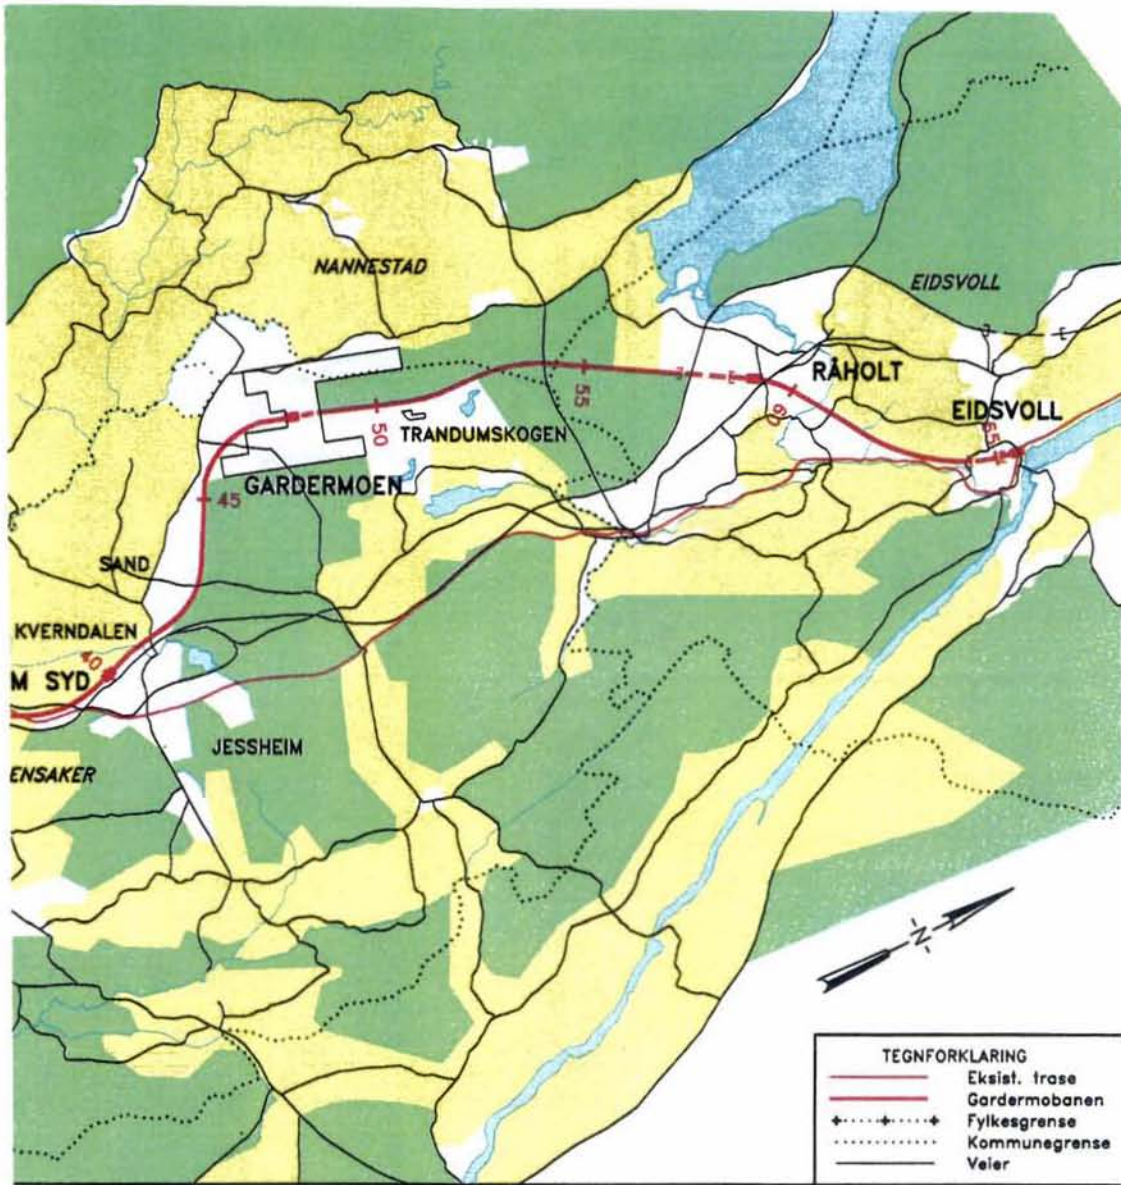 NANNESTAD
EIDSVOLL
RÅHOLT
EIDSVOLL
55
60
65
50
TRANDUMSKOGEN
GARDERMOEN
45
SAND
KVERNDALEN
40
M SYD
JESSHEIM
ENSAKER
-N-
TEGNFORKLARING
Eksist. trase
Gardermobanen
Fylkesgrense
Kommunegrense
Veier